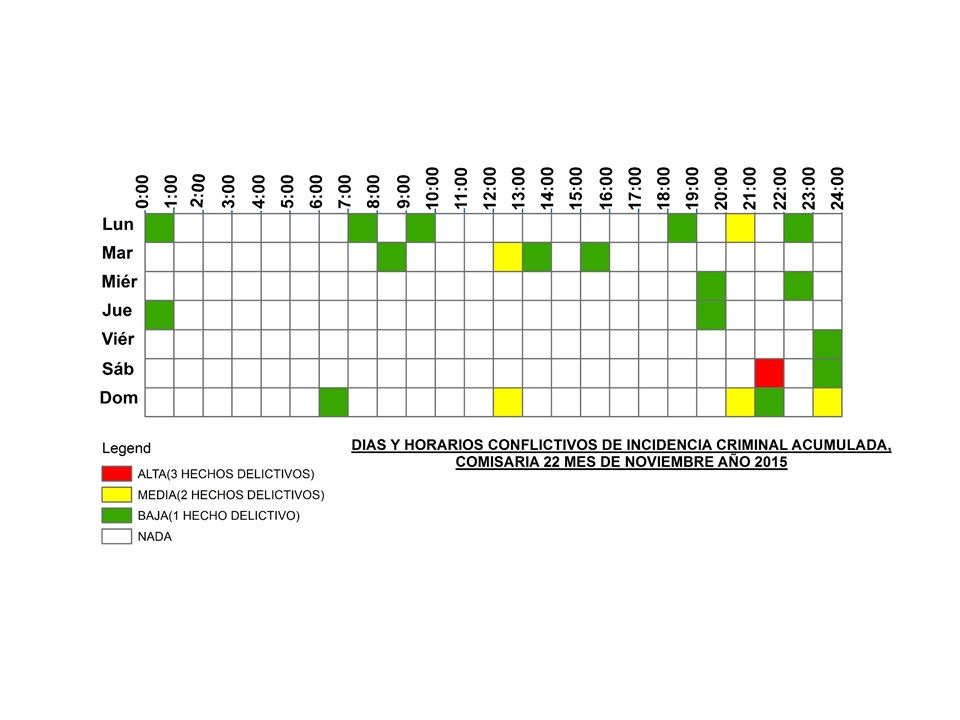 0:00 1:00 2:00 3:00 4:00 5:00 6:00 7:00 8:00 9:00 10:00 11:00 12:00 13:00 14:00 15:00 16:00 17:00 18:00 19:00 20:00 21:00 22:00 23:00 24:00
Lun
Mar
Miér
Jue
Viér
Sáb
Dom
DIAS Y HORARIOS CONFLICTIVOS DE INCIDENCIA CRIMINAL ACUMULADA,
COMISARIA 22 MES DE NOVIEMBRE AÑO 2015
Legend
ALTA(3 HECHOS DELICTIVOS)
MEDIA(2 HECHOS DELICTIVOS)
BAJA(1 HECHO DELICTIVO)
NADA